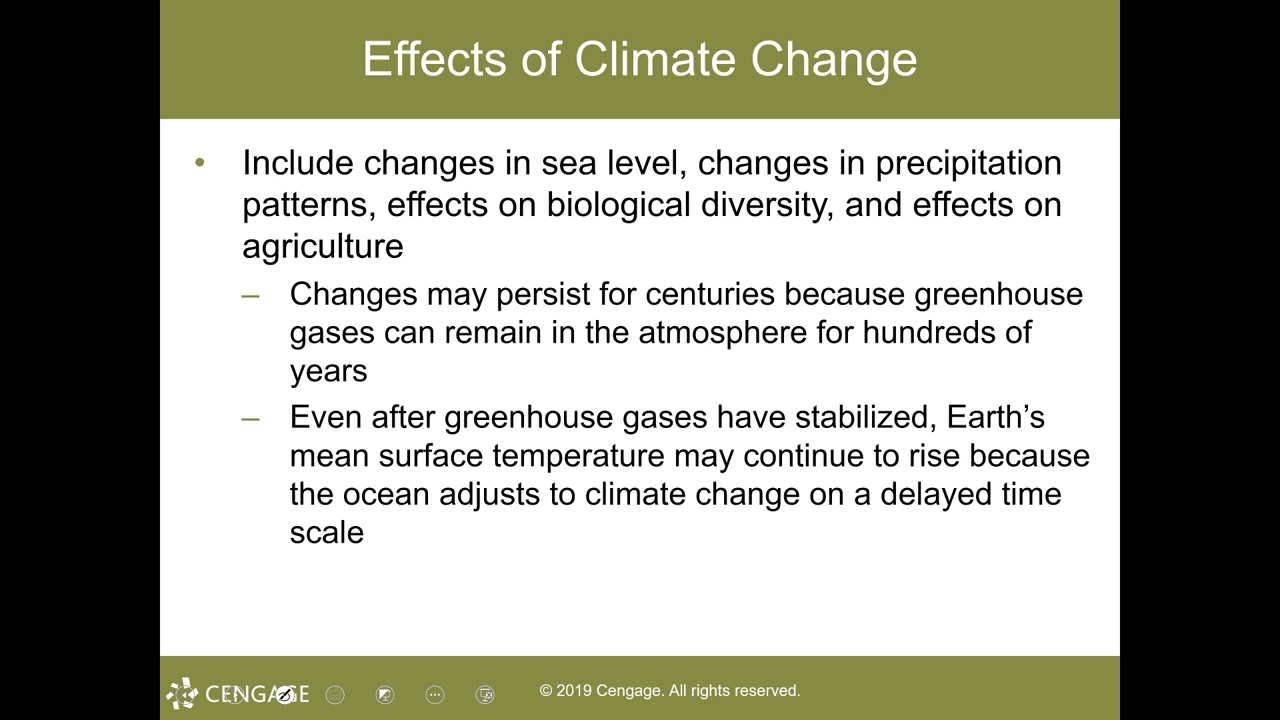 Effects of Climate Change
• Include changes in sea level, changes in precipitation
patterns, effects on biological diversity, and effects on
agriculture
– Changes may persist for centuries because greenhouse
gases can remain in the atmosphere for hundreds of
years
– Even after greenhouse gases have stabilized, Earth’s
mean surface temperature may continue to rise because
the ocean adjusts to climate change on a delayed time
scale
CENGAGE
© 2019 Cengage. All rights reserved.